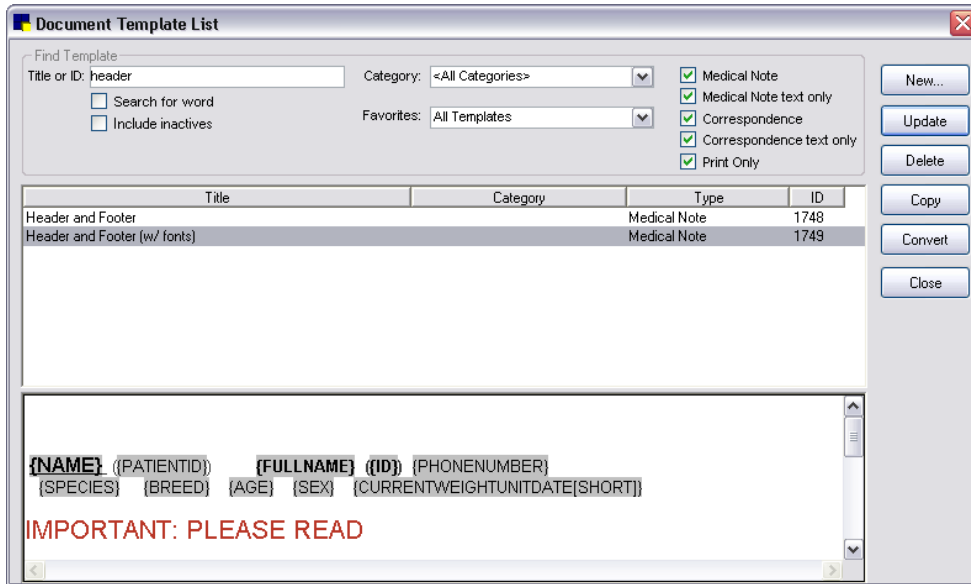 Document Template List
Find Template
Title or ID: header
Search for word
Include inactives
Category: <All Categories>
Favorites: All Templates
Medical Note
Medical Note text only
Correspondence
Correspondence text only
Print Only
New...
Update
Delete
Copy
Convert
Close
Title Category Type ID
Header and Footer Medical Note 1748
Header and Footer (w/ fonts) Medical Note 1749
{NAME} ({PATIENTID}) {FULLNAME} ({ID}) {PHONENUMBER}
{SPECIES} {BREED} {AGE} {SEX} {CURRENTWEIGHTUNITDATE[SHORT]}
IMPORTANT: PLEASE READ